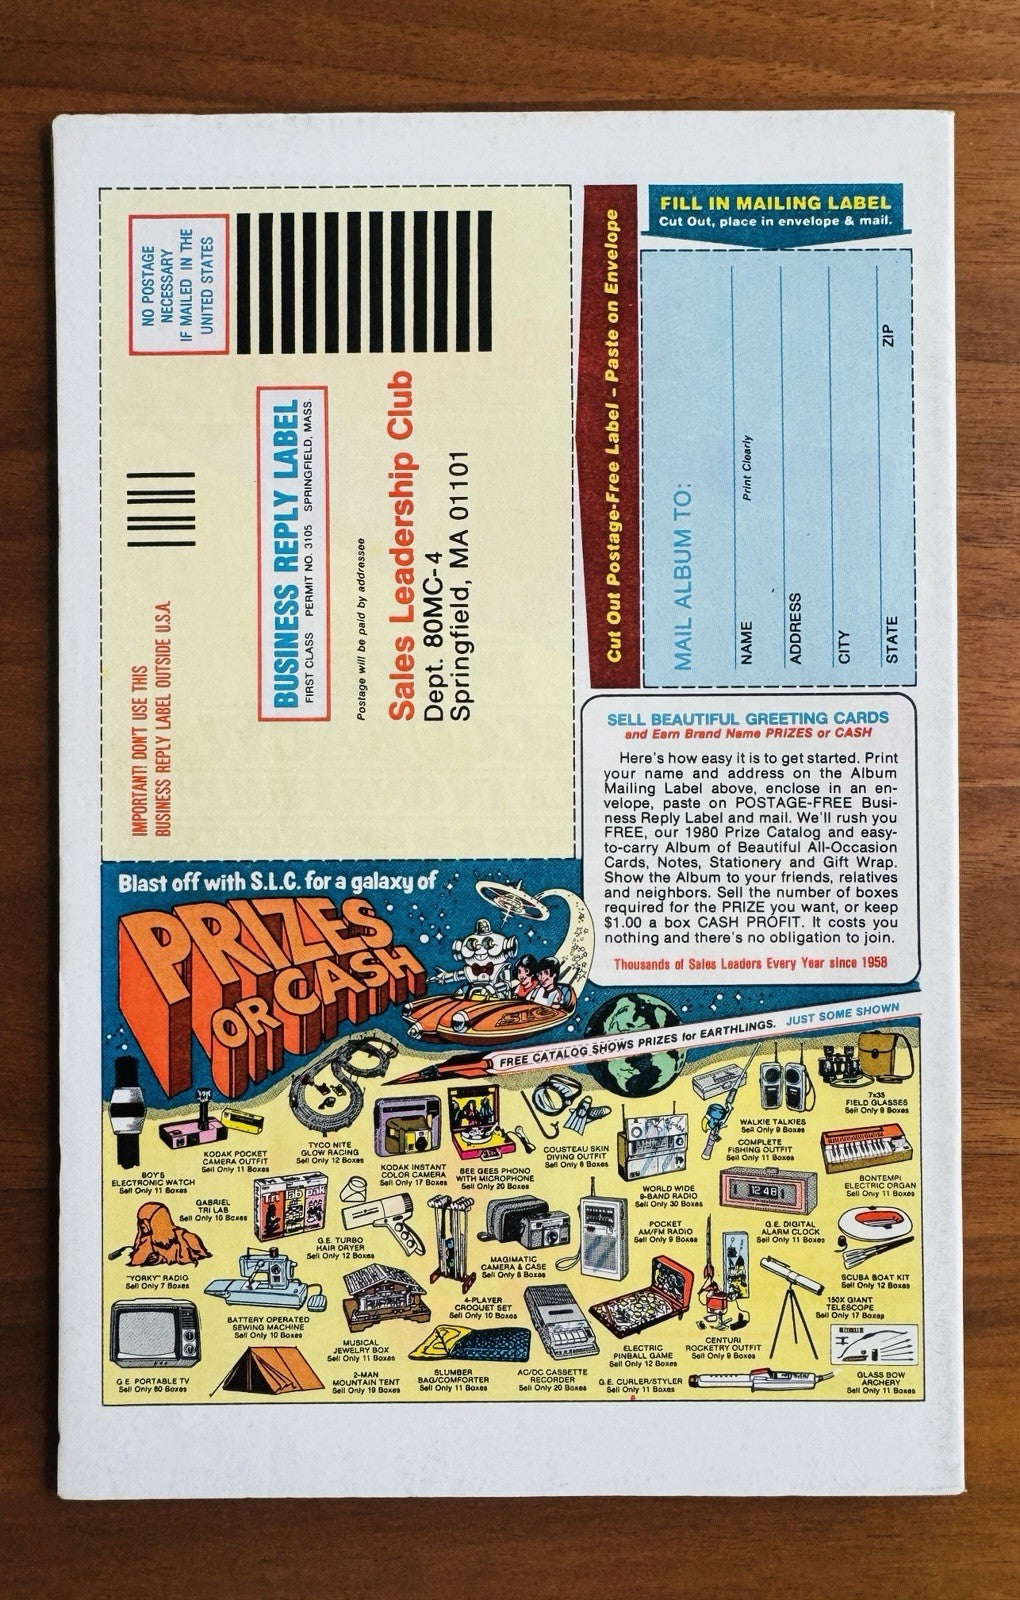 NO POSTAGE
NECESSARY
IF MAILED IN THE
UNITED STATES
IMPORTANT! DON'T USE THIS
BUSINESS REPLY LABEL OUTSIDE U.S.A.
BUSINESS REPLY LABEL
FIRST CLASS PERMIT NO. 3105 SPRINGFIELD, MASS
Postage will be paid by addressee
Sales Leadership Club
Dept. 80MC-4
Springfield, MA 01101
Cut Out Postage-Free Label - Paste on Envelope
FILL IN MAILING LABEL
Cut Out, place in envelope & mail.
MAIL ALBUM TO:
NAME
Print Clearly
ADDRESS
CITY
STATE ZIP
SELL BEAUTIFUL GREETING CARDS
and Earn Brand Name PRIZES or CASH
Here's how easy it is to get started. Print
your name and address on the Album
Mailing Label above, enclose in an en-
velope, paste on POSTAGE-FREE Busi-
ness Reply Label and mail. We'll rush you
FREE, our 1980 Prize Catalog and easy-
to-carry Album of Beautiful All-Occasion
Cards, Notes, Stationery and Gift Wrap.
Show the Album to your friends, relatives
and neighbors. Sell the number of boxes
required for the PRIZE you want, or keep
$1.00 a box CASH PROFIT. It costs you
nothing and there's no obligation to join.
Thousands of Sales Leaders Every Year since 1958
Blast off with S.L.C. for a galaxy of
PRIZES
OR CASH
SLC
FREE CATALOG SHOWS PRIZES for EARTHLINGS. JUST SOME SHOWN
BOY'S
ELECTRONIC WATCH
Sell Only 11 Boxes
KODAK POCKET
CAMERA OUTFIT
Sell Only 11 Boxes
TYCO NITE
GLOW RACING
Sell Only 12 Boxes
KODAK INSTANT
COLOR CAMERA
Sell Only 17 Boxes
BEE GEES PHONO
WITH MICROPHONE
Sell Only 20 Boxes
COUSTEAU SKIN
DIVING OUTFIT
Sell Only 8 Boxes
WORLD WIDE
9-BAND RADIO
Sell Only 30 Boxes
COMPLETE
FISHING OUTFIT
Sell Only 11 Boxes
WALKIE TALKIES
Sell Only 9 Boxes
7x35
FIELD GLASSES
Sell Only 9 Boxes
BONTEMPI
ELECTRIC ORGAN
Sell Only 11 Boxes
GABRIEL
TRI LAB
Sell Only 10 Boxes
Tri lab pak
G.E. TURBO
HAIR DRYER
Sell Only 12 Boxes
MAGIMATIC
CAMERA & CASE
Sell Only 8 Boxes
POCKET
AM/FM RADIO
Sell Only 9 Boxes
12 48
G.E. DIGITAL
ALARM CLOCK
Sell Only 11 Boxes
SCUBA BOAT KIT
Sell Only 12 Boxes
"YORKY" RADIO
Sell Only 7 Boxes
BATTERY OPERATED
SEWING MACHINE
Sell Only 10 Boxes
MUSICAL
JEWELRY BOX
Sell Only 11 Boxes
4-PLAYER
CROQUET SET
Sell Only 10 Boxes
ELECTRIC
PINBALL GAME
Sell Only 12 Boxes
CENTURI
ROCKETRY OUTFIT
Sell Only 9 Boxes
150X GIANT
TELESCOPE
Sell Only 17 Boxes
G.E. PORTABLE TV
Sell Only 60 Boxes
2-MAN
MOUNTAIN TENT
Sell Only 19 Boxes
SLUMBER
BAG/COMFORTER
Sell Only 11 Boxes
AC/DC CASSETTE
RECORDER
Sell Only 20 Boxes
G.E. CURLER/STYLER
Sell Only 11 Boxes
GLASS BOW
ARCHERY
Sell Only 11 Boxes